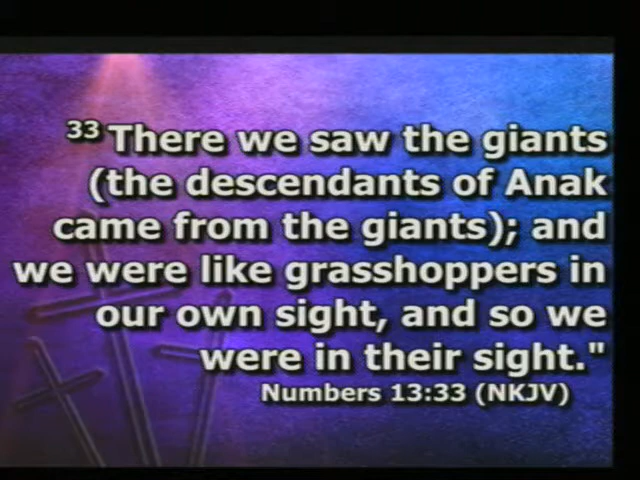 33 There we saw the giants
(the descendants of Anak
came from the giants); and
we were like grasshoppers in
our own sight, and so we
were in their sight."
Numbers 13:33 (NKJV)